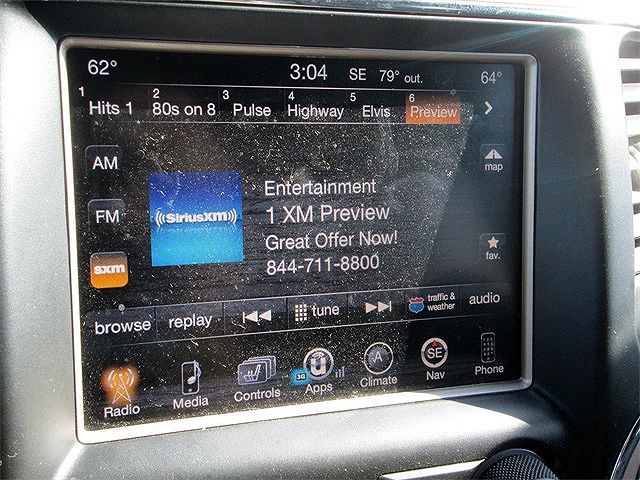 62° 3:04 SE 79° out. 64°
1 Hits 1 2 80s on 8 3 Pulse 4 Highway 5 Elvis 6 Preview
AM
map
Entertainment
((SiriusXM)) 1 XM Preview
FM
Great Offer Now!
fav.
sxm 844-711-8800
browse replay tune traffic & weather audio
Radio Media Controls 3G Apps A Climate SE Nav Phone